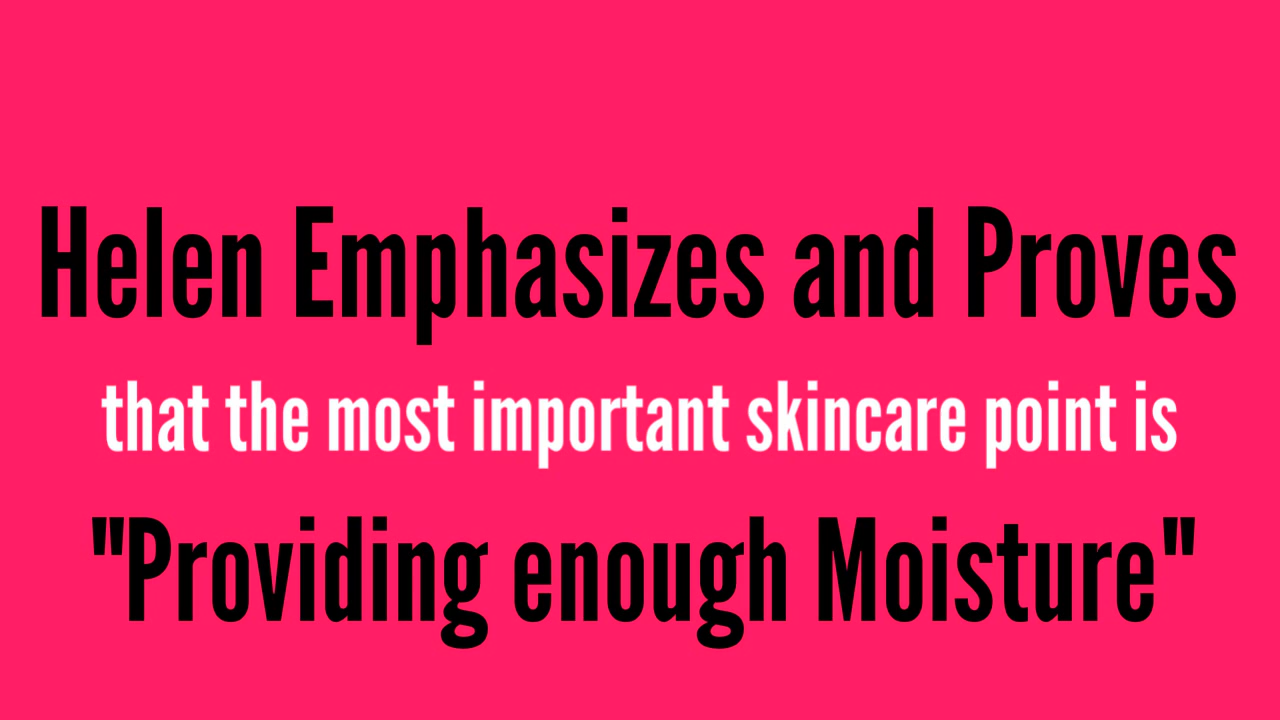 Helen Emphasizes and Proves
that the most important skincare point is
"Providing enough Moisture"